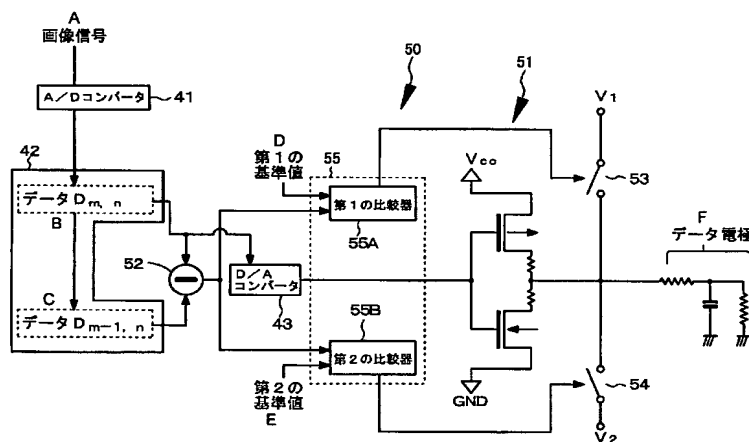 A
画像信号
A/Dコンバータ
41
42
データ Dm, n
B
C
データ Dm-1, n
52
D/A
コンバータ
43
D
第1の
基準値
55
第1の比較器
55A
55B
第2の比較器
第2の
基準値
E
50
51
Vco
GND
V1
53
F
データ電極
54
V2